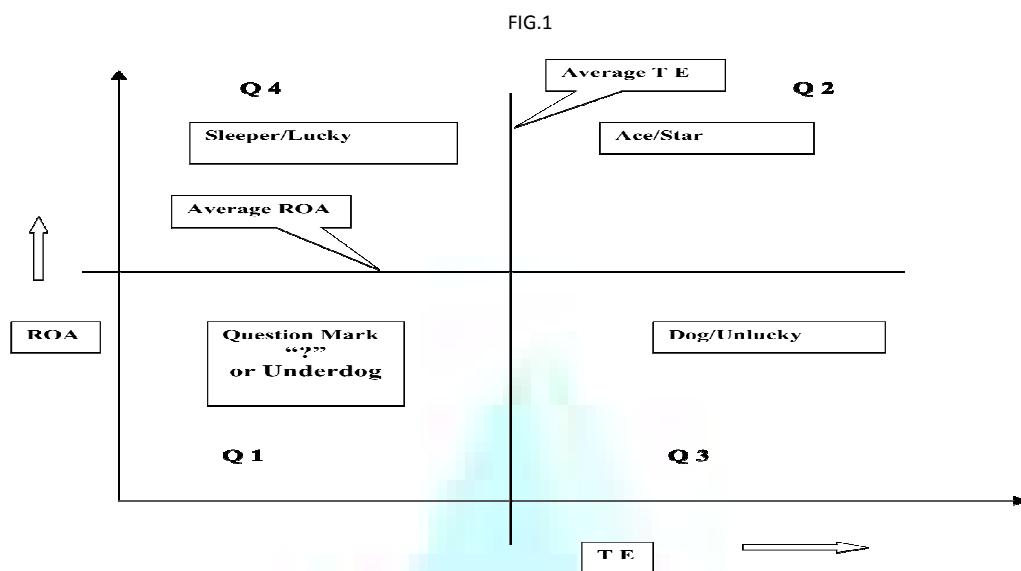 FIG.1
Q 4
Average T E
Q 2
Sleeper/Lucky
Ace/Star
Average ROA
ROA
Question Mark
“?”
or Underdog
Dog/Unlucky
Q 1
Q 3
T E